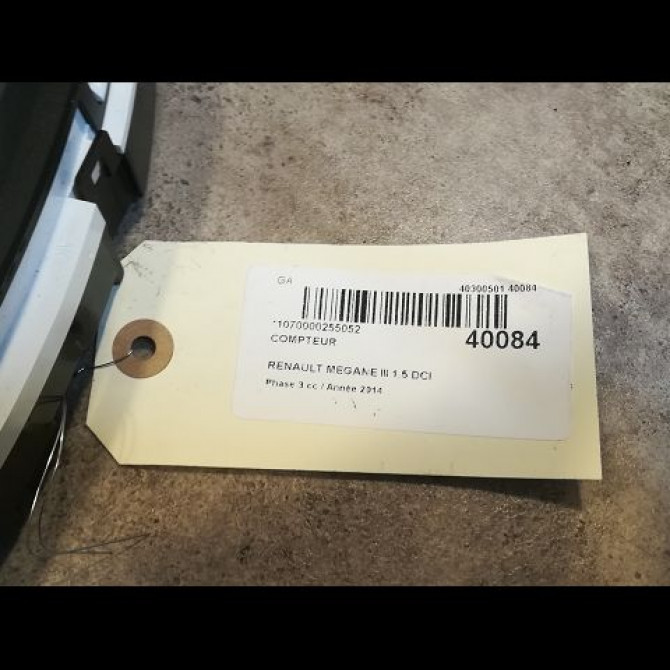 GA 40300501 40084
*1070000255052
COMPTEUR 40084
RENAULT MEGANE III 1.5 DCI
Phase 3 cc / Année 2014